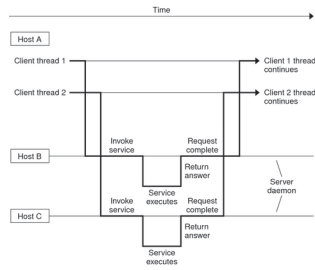 Time
Host A
Client thread 1
Client 1 thread
continues
Client thread 2
Client 2 thread
continues
Invoke
service
Request
complete
Host B
Return
answer
Service
executes
Server
daemon
Invoke
service
Request
complete
Host C
Return
answer
Service
executes